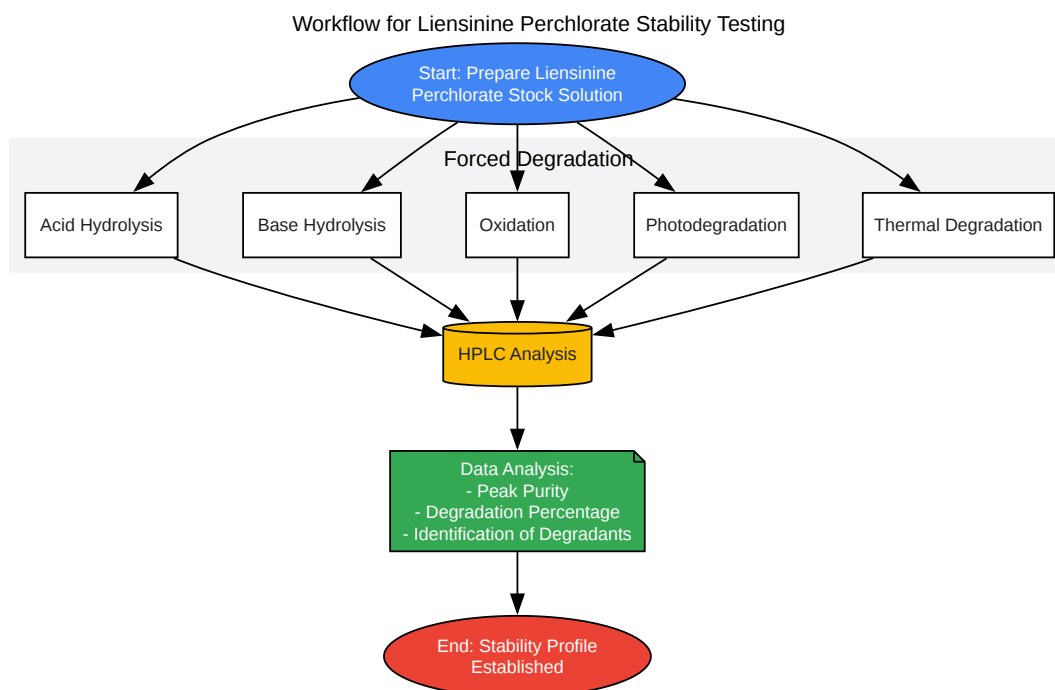 Workflow for Liensinine Perchlorate Stability Testing
Start: Prepare Liensinine
Perchlorate Stock Solution
Forced Degradation
Acid Hydrolysis
Base Hydrolysis
Oxidation
Photodegradation
Thermal Degradation
HPLC Analysis
Data Analysis:
- Peak Purity
- Degradation Percentage
- Identification of Degradants
End: Stability Profile
Established